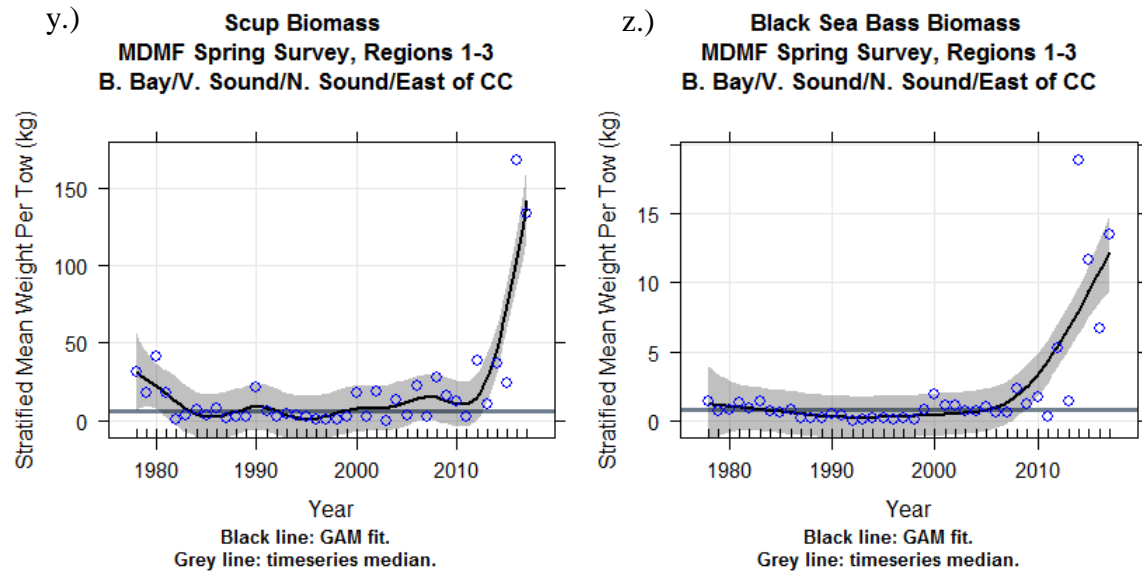 y.)
Scup Biomass
MDMF Spring Survey, Regions 1-3
B. Bay/V. Sound/N. Sound/East of CC
Stratified Mean Weight Per Tow (kg)
150
100
50
0
1980
1990
2000
2010
Year
Black line: GAM fit.
Grey line: timeseries median.
z.)
Black Sea Bass Biomass
MDMF Spring Survey, Regions 1-3
B. Bay/V. Sound/N. Sound/East of CC
Stratified Mean Weight Per Tow (kg)
15
10
5
0
1980
1990
2000
2010
Year
Black line: GAM fit.
Grey line: timeseries median.